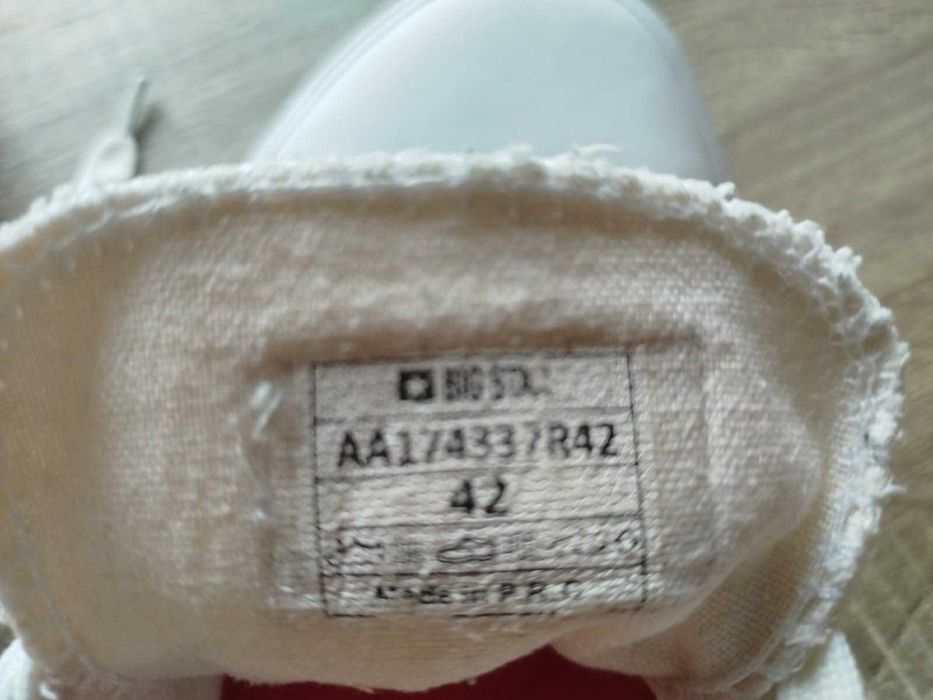 BIG STAR
AA174337R42
42
Made in P.R.C.